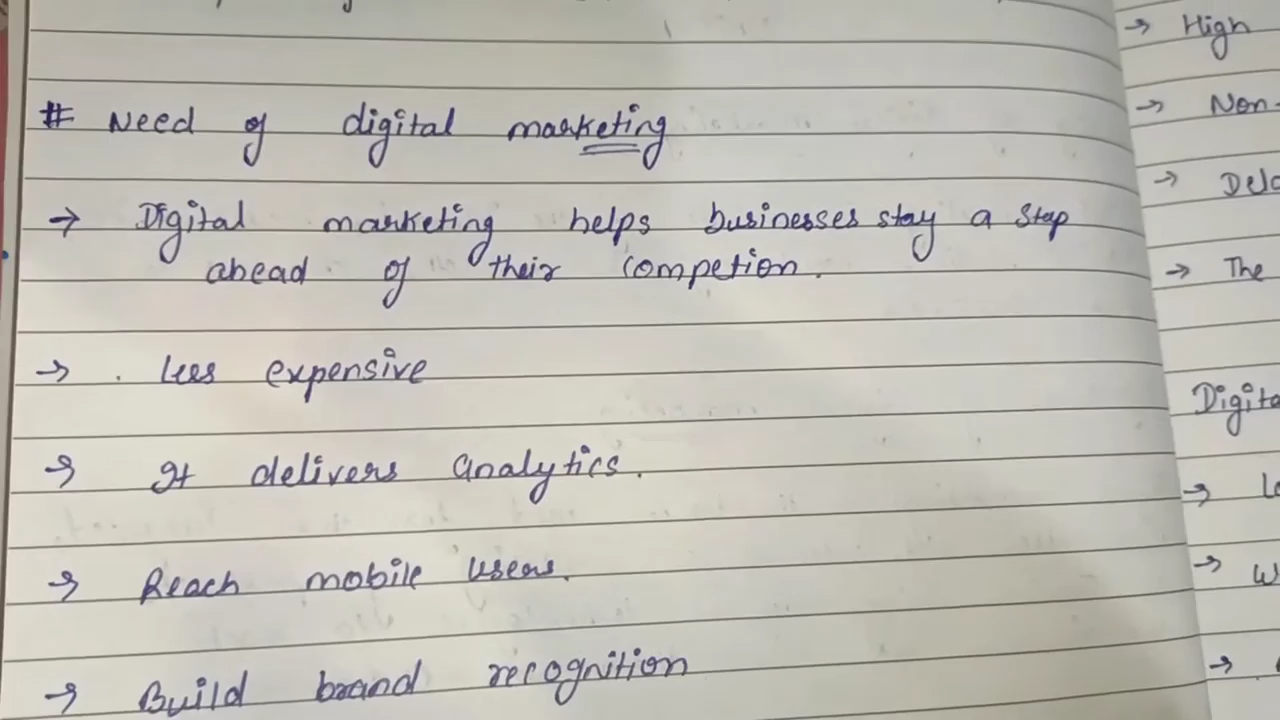 # Need of digital marketing
→ Digital marketing helps businesses stay a step
ahead of their competion.
→ Less expensive
→ It delivers analytics.
→ Reach mobile users.
→ Build brand recognition
→ High
→ Non-
→
→ The
→
→
→